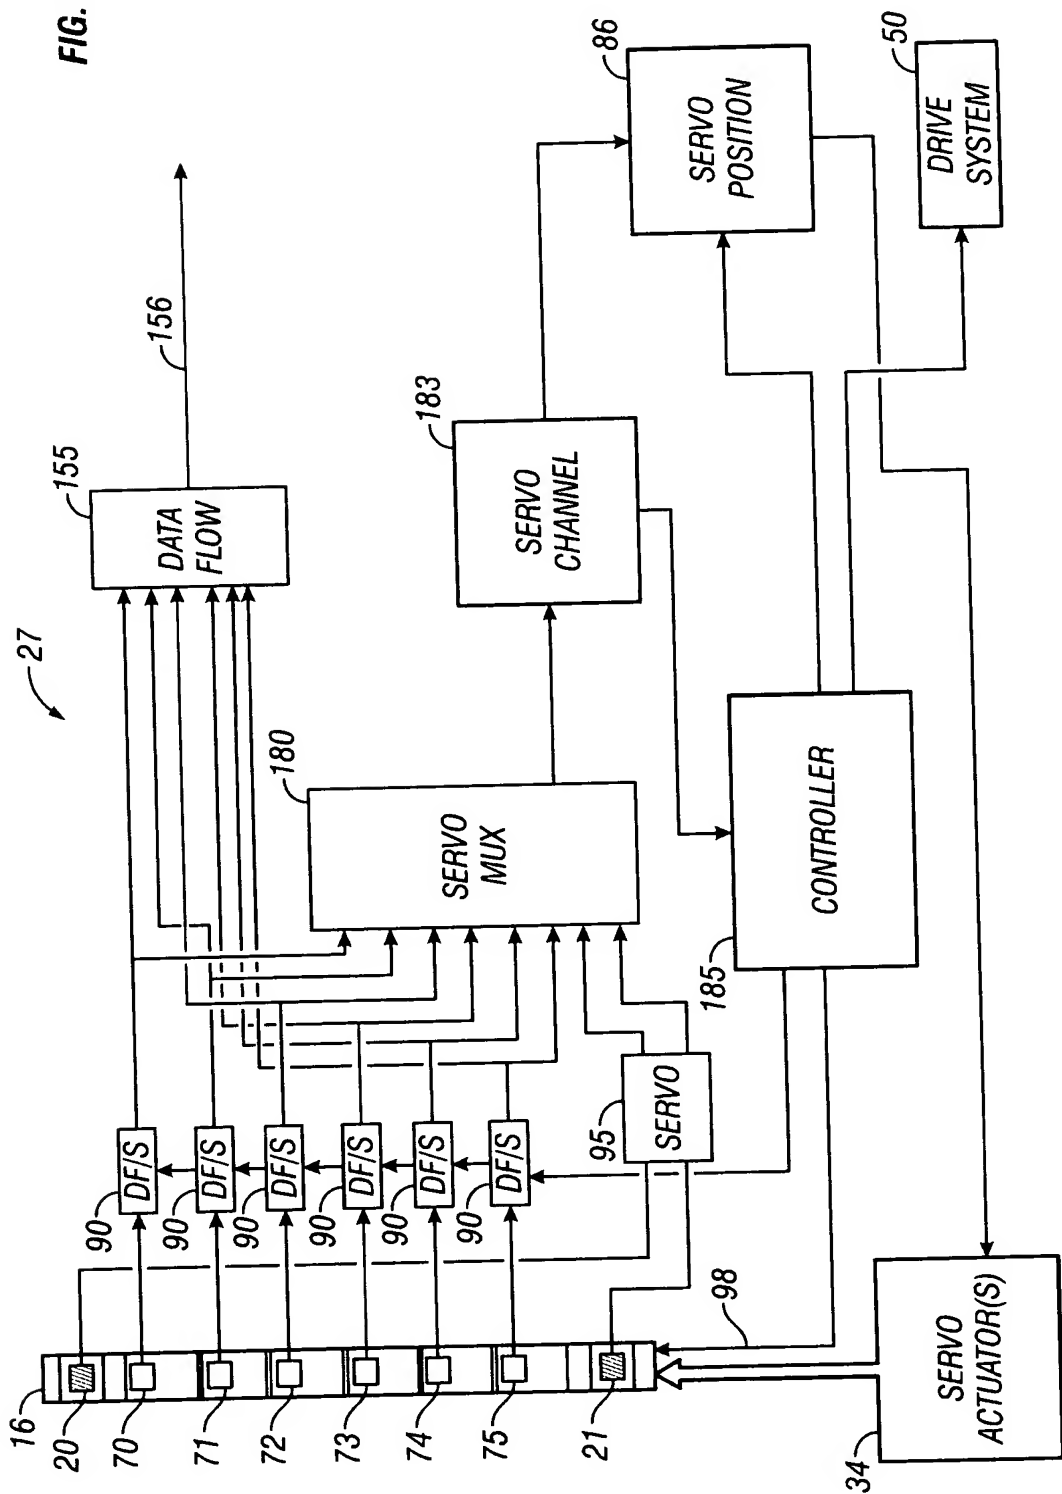 FIG.
27
16
20
70
71
72
73
74
75
21
90
DF/S
90
DF/S
90
DF/S
90
DF/S
90
DF/S
90
DF/S
95
SERVO
98
34
SERVO
ACTUATOR(S)
155
DATA
FLOW
156
180
SERVO
MUX
183
SERVO
CHANNEL
185
CONTROLLER
86
SERVO
POSITION
50
DRIVE
SYSTEM